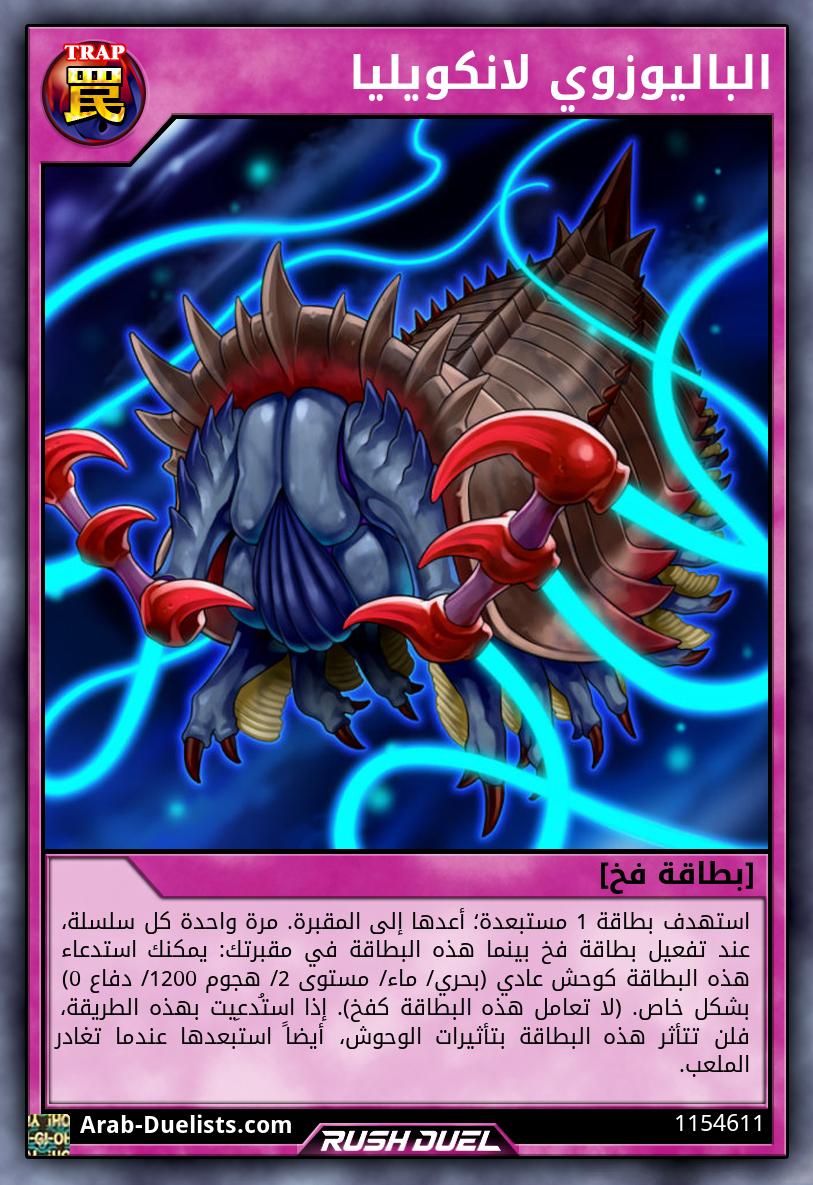 TRAP
罠
الباليوزوي لانكويليا
[بطاقة فخ]
استهدف بطاقة 1 مستبعدة؛ أعدها إلى المقبرة. مرة واحدة كل سلسلة،
عند تفعيل بطاقة فخ بينما هذه البطاقة في مقبرتك: يمكنك استدعاء
هذه البطاقة كوحش عادي (بحري/ ماء/ مستوى 2/ هجوم 1200/ دفاع 0)
بشكل خاص. (لا تعامل هذه البطاقة كفخ). إذا استُدعِيت بهذه الطريقة،
فلن تتأثر هذه البطاقة بتأثيرات الوحوش، أيضاً استبعدها عندما تغادر
الملعب.
Arab-Duelists.com
RUSH DUEL
1154611